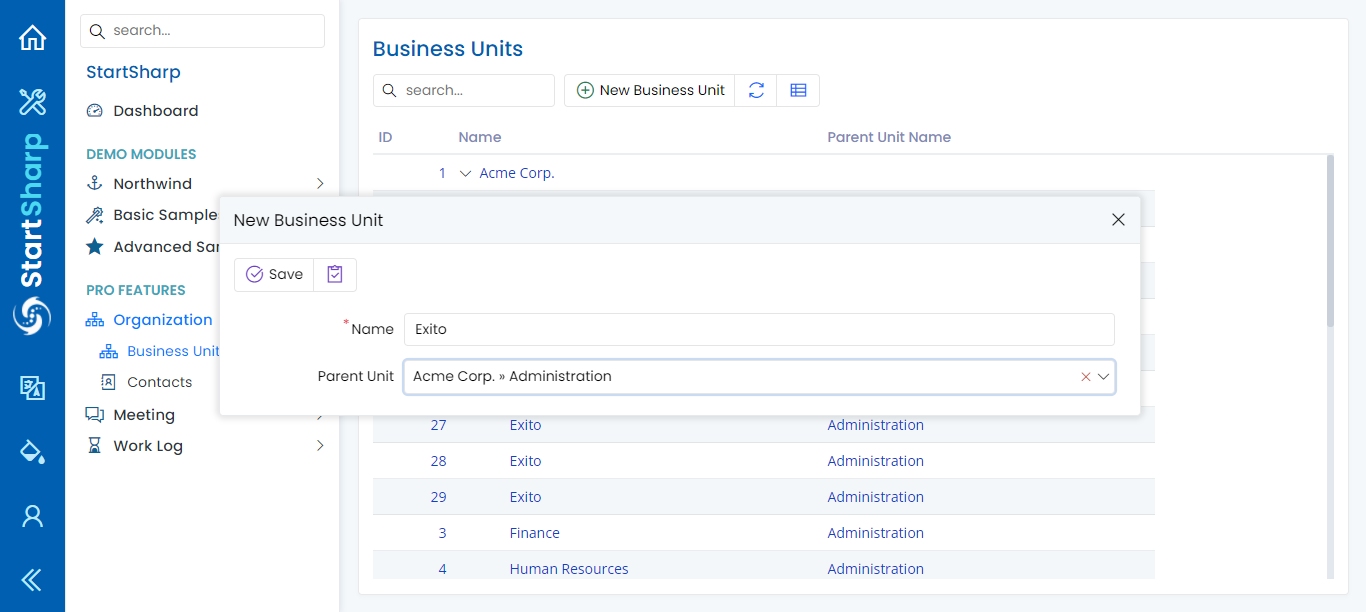 StartSharp
search...
StartSharp
Dashboard
DEMO MODULES
Northwind
Basic Sample
Advanced Sar
PRO FEATURES
Organization
Business Unit
Contacts
Meeting
Work Log
Business Units
search...
New Business Unit
ID Name Parent Unit Name
1 Acme Corp.
New Business Unit
Save
* Name Exito
Parent Unit Acme Corp. » Administration
27 Exito Administration
28 Exito Administration
29 Exito Administration
3 Finance Administration
4 Human Resources Administration